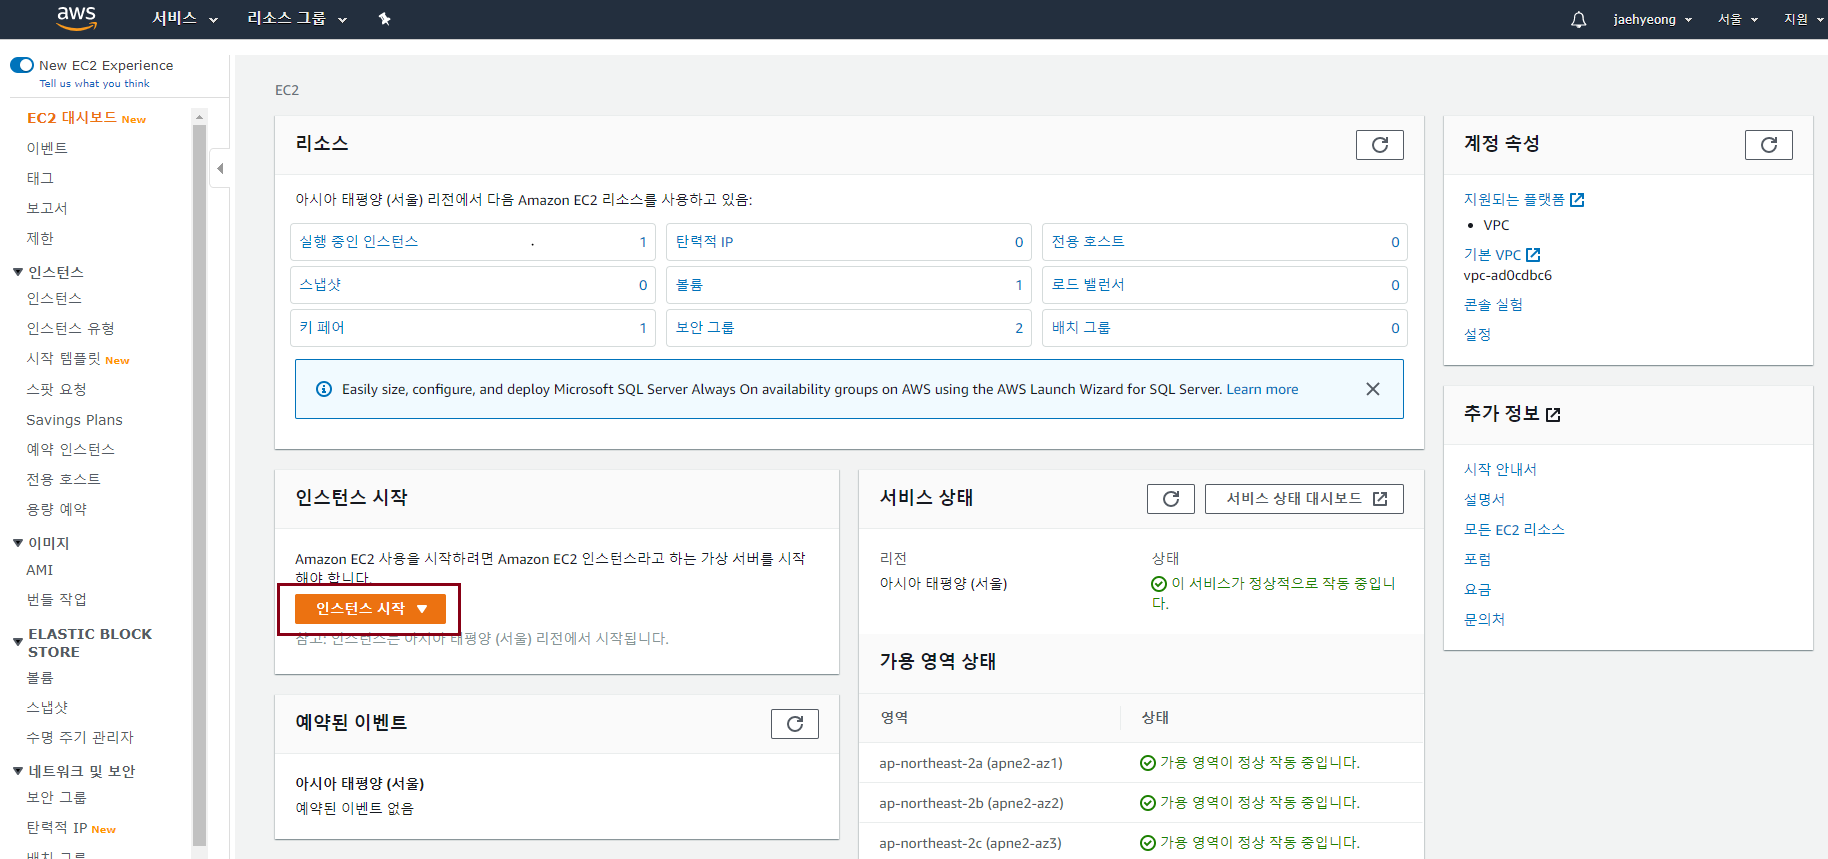 aws
서비스
리소스 그룹
jaehyeong
서울
지원
New EC2 Experience
Tell us what you think
EC2 대시보드 New
이벤트
태그
보고서
제한
인스턴스
인스턴스
인스턴스 유형
시작 템플릿 New
스팟 요청
Savings Plans
예약 인스턴스
전용 호스트
용량 예약
이미지
AMI
번들 작업
ELASTIC BLOCK
STORE
볼륨
스냅샷
수명 주기 관리자
네트워크 및 보안
보안 그룹
탄력적 IP New
배치 그룹
EC2
리소스
아시아 태평양 (서울) 리전에서 다음 Amazon EC2 리소스를 사용하고 있음:
실행 중인 인스턴스 1
탄력적 IP 0
전용 호스트 0
스냅샷 0
볼륨 1
로드 밸런서 0
키 페어 1
보안 그룹 2
배치 그룹 0
Easily size, configure, and deploy Microsoft SQL Server Always On availability groups on AWS using the AWS Launch Wizard for SQL Server. Learn more
인스턴스 시작
Amazon EC2 사용을 시작하려면 Amazon EC2 인스턴스라고 하는 가상 서버를 시작
해야 합니다.
인스턴스 시작
참고: 인스턴스는 아시아 태평양 (서울) 리전에서 시작됩니다.
예약된 이벤트
아시아 태평양 (서울)
예약된 이벤트 없음
서비스 상태
서비스 상태 대시보드
리전
아시아 태평양 (서울)
상태
이 서비스가 정상적으로 작동 중입니
다.
가용 영역 상태
영역
상태
ap-northeast-2a (apne2-az1)
가용 영역이 정상 작동 중입니다.
ap-northeast-2b (apne2-az2)
가용 영역이 정상 작동 중입니다.
ap-northeast-2c (apne2-az3)
가용 영역이 정상 작동 중입니다.
계정 속성
지원되는 플랫폼
• VPC
기본 VPC
vpc-ad0cdbc6
콘솔 실험
설정
추가 정보
시작 안내서
설명서
모든 EC2 리소스
포럼
요금
문의처